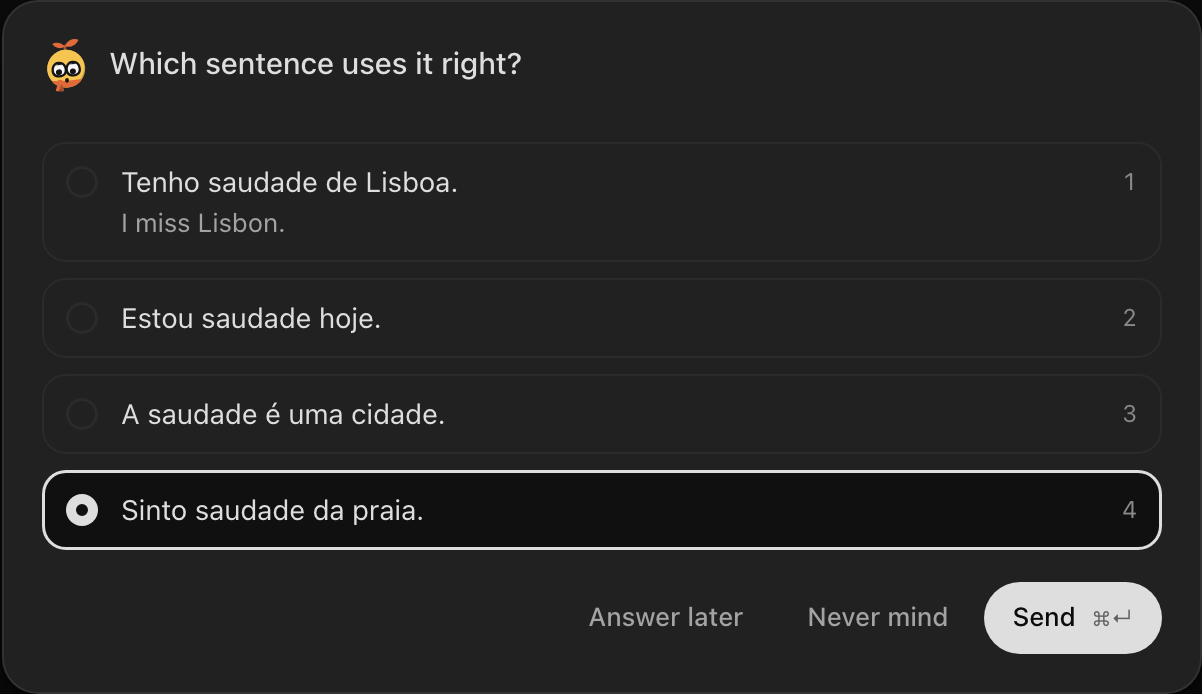 Which sentence uses it right?
Tenho saudade de Lisboa.
1
I miss Lisbon.
Estou saudade hoje.
2
A saudade é uma cidade.
3
Sinto saudade da praia.
4
Answer later
Never mind
Send ⌘↵